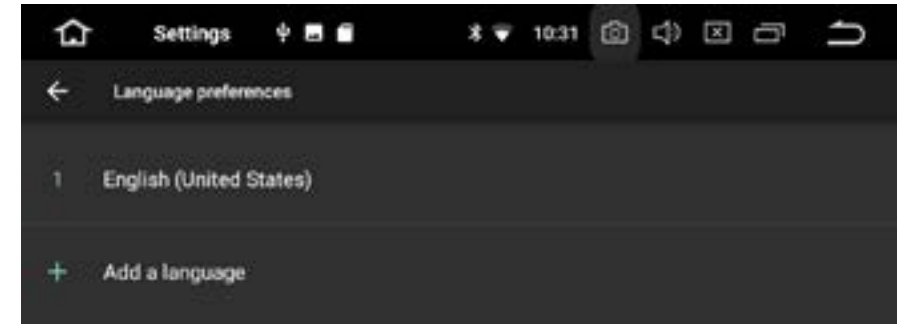 Settings 10:31
Language preferences
1 English (United States)
+ Add a language